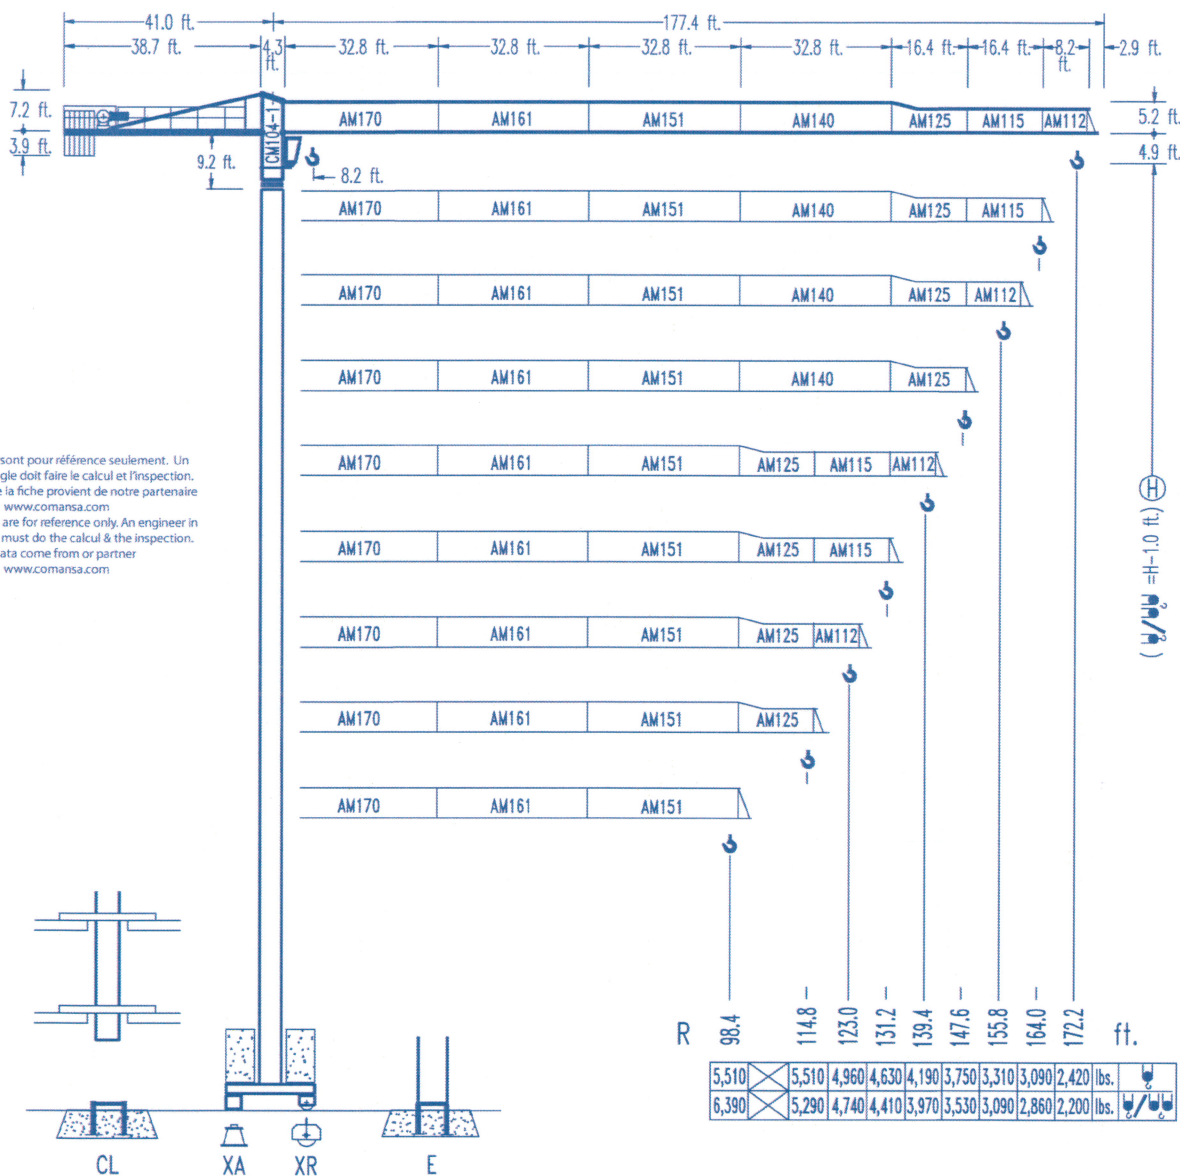 41.0 ft. 177.4 ft.
38.7 ft. 4.3 ft. 32.8 ft. 32.8 ft. 32.8 ft. 32.8 ft. 16.4 ft. 16.4 ft. 8.2 ft. 2.9 ft.
7.2 ft.
3.9 ft.
9.2 ft.
CM104-1
AM170 AM161 AM151 AM140 AM125 AM115 AM112
5.2 ft.
4.9 ft.
8.2 ft.
AM170 AM161 AM151 AM140 AM125 AM115
AM170 AM161 AM151 AM140 AM125 AM112
AM170 AM161 AM151 AM140 AM125
AM170 AM161 AM151 AM125 AM115 AM112
AM170 AM161 AM151 AM125 AM115
AM170 AM161 AM151 AM125 AM112
AM170 AM161 AM151 AM125
AM170 AM161 AM151
sont pour référence seulement. Un
gle doit faire le calcul et l'inspection.
la fiche provient de notre partenaire
www.comansa.com
are for reference only. An engineer in
must do the calcul & the inspection.
ata come from or partner
www.comansa.com
H
( / =H-1.0 ft.)
R 98.4 114.8 123.0 131.2 139.4 147.6 155.8 164.0 172.2 ft.
5,510 5,510 4,960 4,630 4,190 3,750 3,310 3,090 2,420 lbs.
6,390 5,290 4,740 4,410 3,970 3,530 3,090 2,860 2,200 lbs. /
CL XA XR E